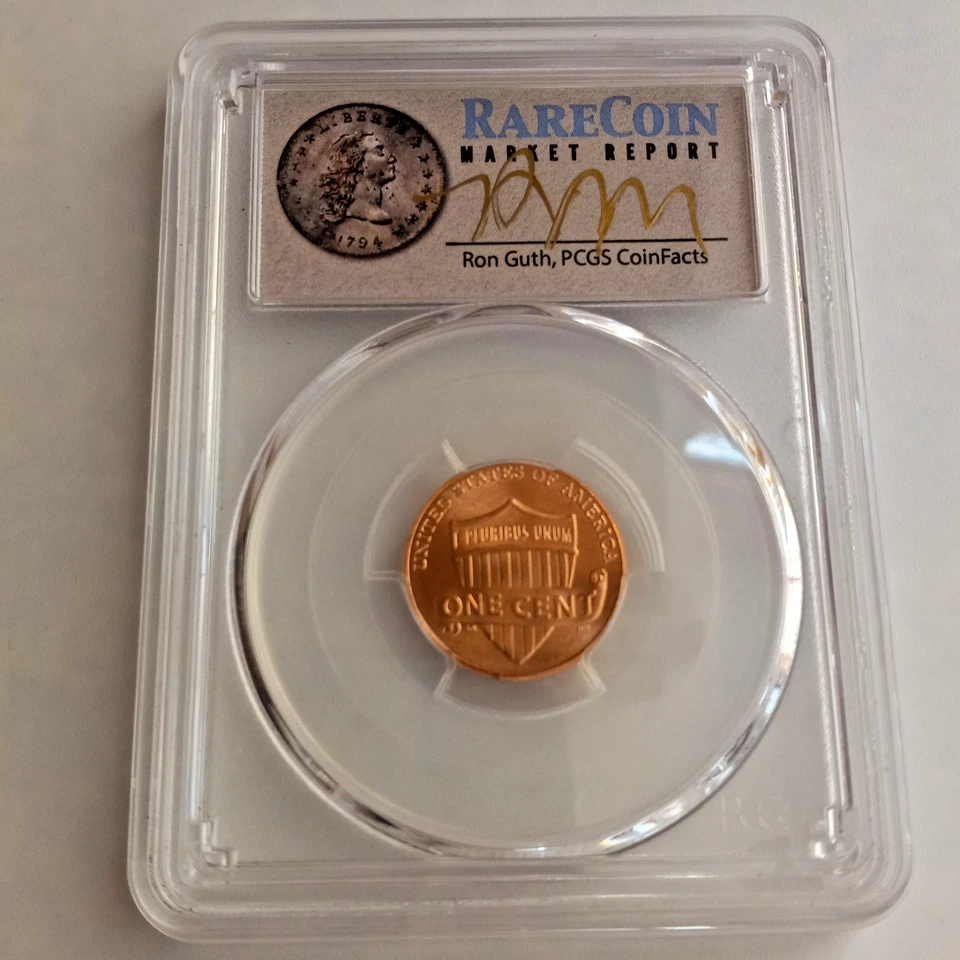 LIBERTY
RARECOIN
MARKET REPORT
1794
Ron Guth, PCGS CoinFacts
UNITED STATES OF AMERICA
E PLURIBUS UNUM
ONE CENT